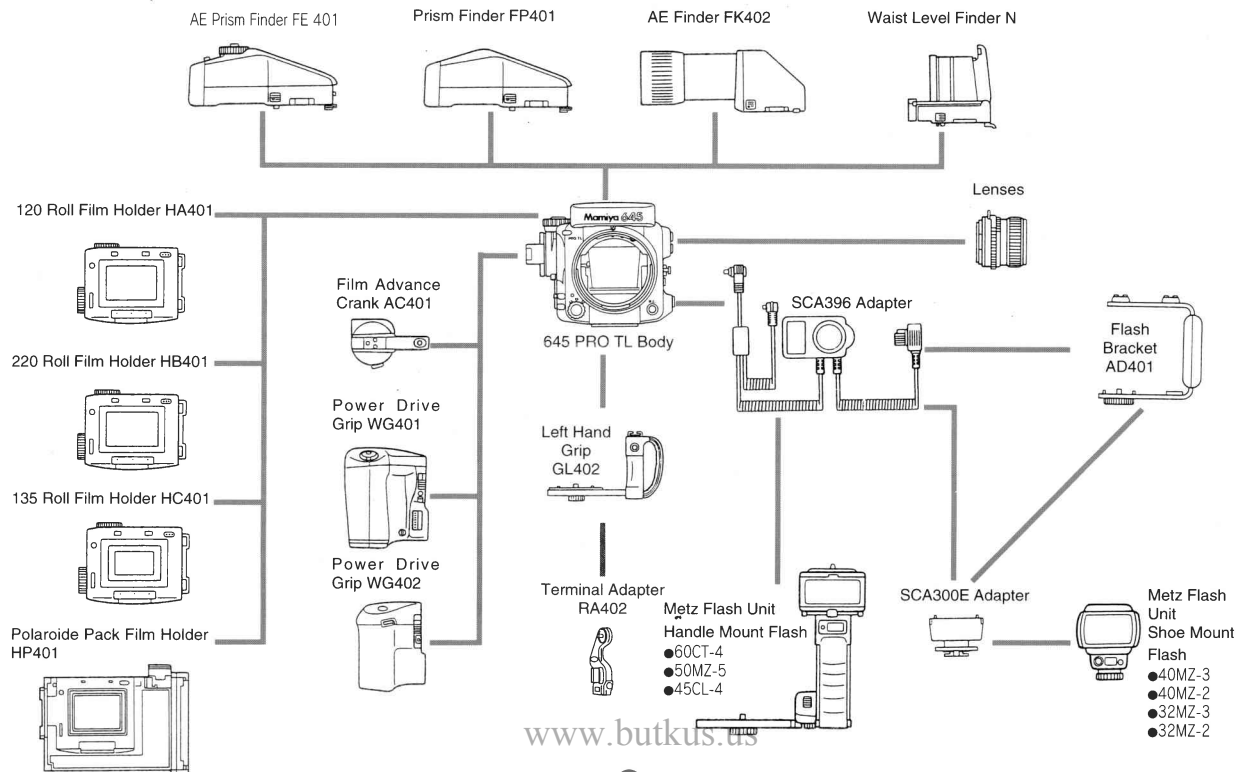 AE Prism Finder FE 401
Prism Finder FP401
AE Finder FK402
Waist Level Finder N
Lenses
120 Roll Film Holder HA401
Mamiya 645
PRO TL
645 PRO TL Body
Film Advance
Crank AC401
SCA396 Adapter
Flash
Bracket
AD401
220 Roll Film Holder HB401
Power Drive
Grip WG401
Left Hand
Grip
GL402
135 Roll Film Holder HC401
Power Drive
Grip WG402
Terminal Adapter
RA402
Metz Flash Unit
Handle Mount Flash
●60CT-4
●50MZ-5
●45CL-4
SCA300E Adapter
Metz Flash
Unit
Shoe Mount
Flash
●40MZ-3
●40MZ-2
●32MZ-3
●32MZ-2
Polaroide Pack Film Holder
HP401
www.butkus.us